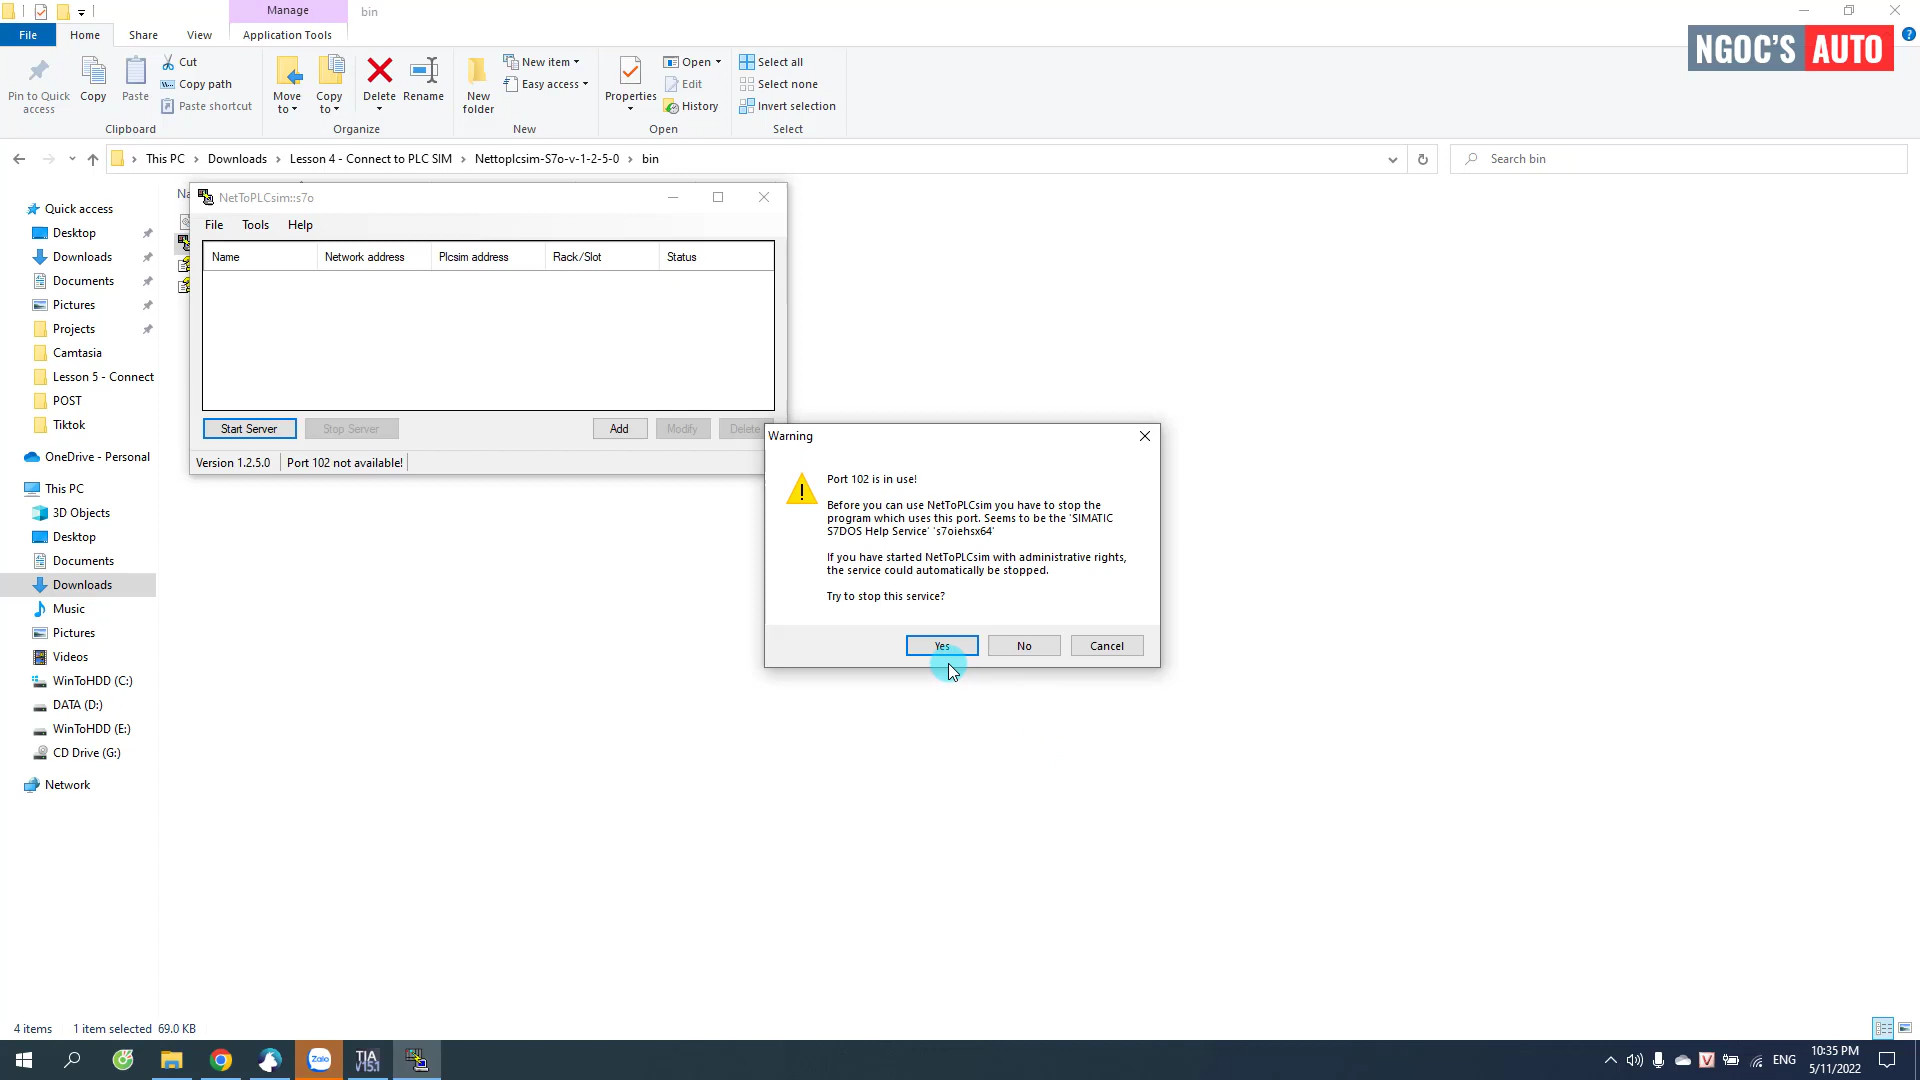 Manage
bin
File
Home
Share
View
Application Tools
NGOC'S AUTO
Pin to Quick access
Copy
Paste
Cut
Copy path
Paste shortcut
Move to
Copy to
Delete
Rename
New folder
New item
Easy access
Properties
Open
Edit
History
Select all
Select none
Invert selection
Clipboard
Organize
New
Open
Select
This PC
Downloads
Lesson 4 - Connect to PLC SIM
Nettoplcsim-S7o-v-1-2-5-0
bin
Search bin
Quick access
Desktop
Downloads
Documents
Pictures
Projects
Camtasia
Lesson 5 - Connect
POST
Tiktok
OneDrive - Personal
This PC
3D Objects
Desktop
Documents
Downloads
Music
Pictures
Videos
WinToHDD (C:)
DATA (D:)
WinToHDD (E:)
CD Drive (G:)
Network
NetToPLCsim::s7o
File
Tools
Help
Name
Network address
Plcsim address
Rack/Slot
Status
Start Server
Stop Server
Add
Modify
Delete
Version 1.2.5.0
Port 102 not available!
Warning
Port 102 is in use!
Before you can use NetToPLCsim you have to stop the
program which uses this port. Seems to be the 'SIMATIC
S7DOS Help Service' 's7oiehsx64'
If you have started NetToPLCsim with administrative rights,
the service could automatically be stopped.
Try to stop this service?
Yes
No
Cancel
4 items
1 item selected
69.0 KB
Zalo
TIA
V15.1
ENG
10:35 PM
5/11/2022